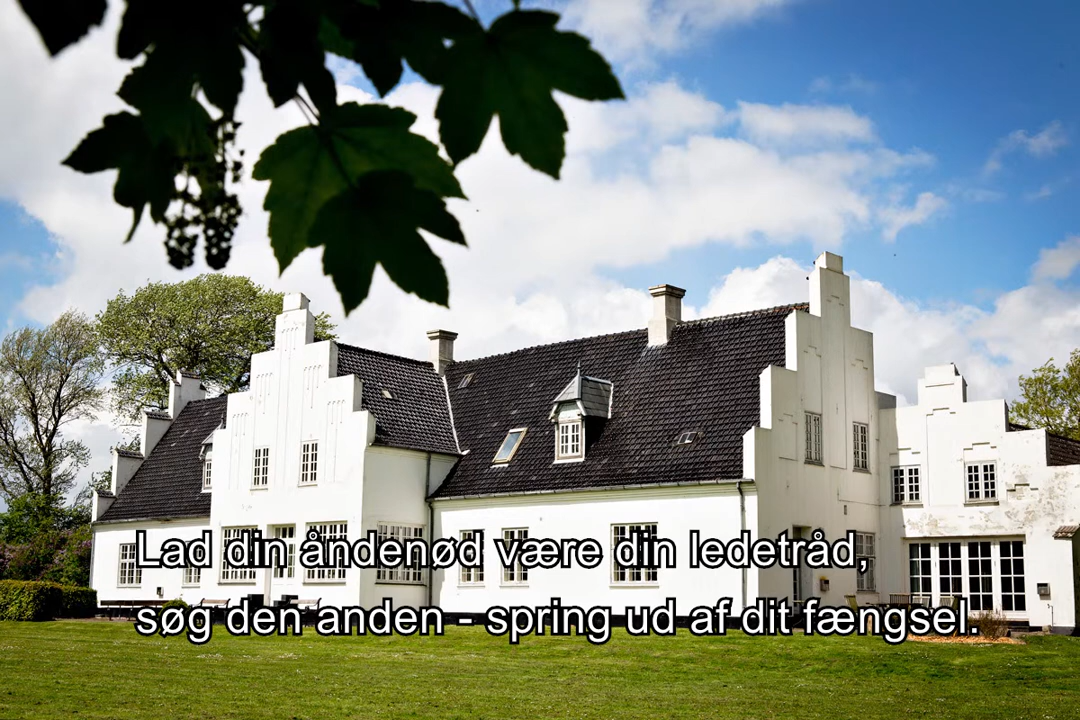 Lad din åndenød være din ledetråd,
søg den anden - spring ud af dit fængsel.